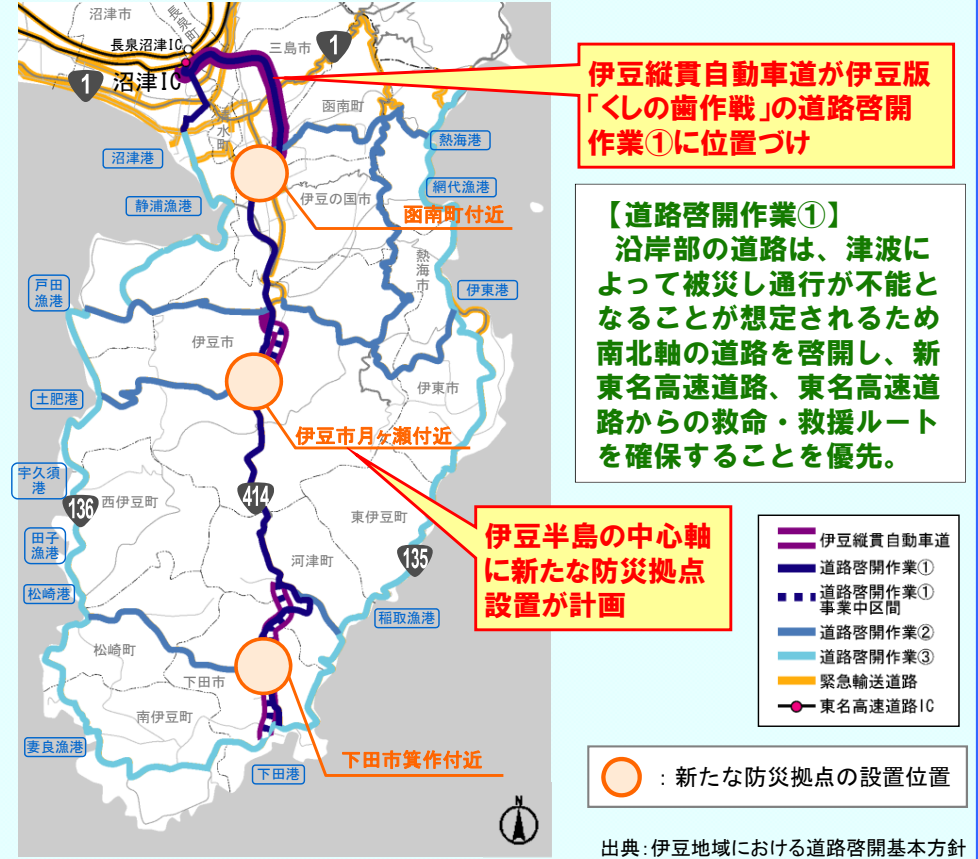 沼津市
長泉町
長泉沼津IC
三島市
1
1
沼津IC
清水町
函南町
沼津港
熱海港
静浦漁港
網代漁港
伊豆の国市
函南町付近
熱海市
戸田
漁港
伊東港
伊豆市
伊東市
土肥港
伊豆市月ヶ瀬付近
宇久須
港
136
西伊豆町
414
東伊豆町
田子
漁港
135
河津町
松崎港
稲取漁港
松崎町
下田市
南伊豆町
妻良漁港
下田市箕作付近
下田港
N
伊豆縦貫自動車道が伊豆版
「くしの歯作戦」の道路啓開
作業①に位置づけ
【道路啓開作業①】
沿岸部の道路は、津波に
よって被災し通行が不能と
なることが想定されるため
南北軸の道路を啓開し、新
東名高速道路、東名高速道
路からの救命・救援ルート
を確保することを優先。
伊豆半島の中心軸
に新たな防災拠点
設置が計画
伊豆縦貫自動車道
道路啓開作業①
道路啓開作業①
事業中区間
道路啓開作業②
道路啓開作業③
緊急輸送道路
東名高速道路IC
：新たな防災拠点の設置位置
出典：伊豆地域における道路啓開基本方針